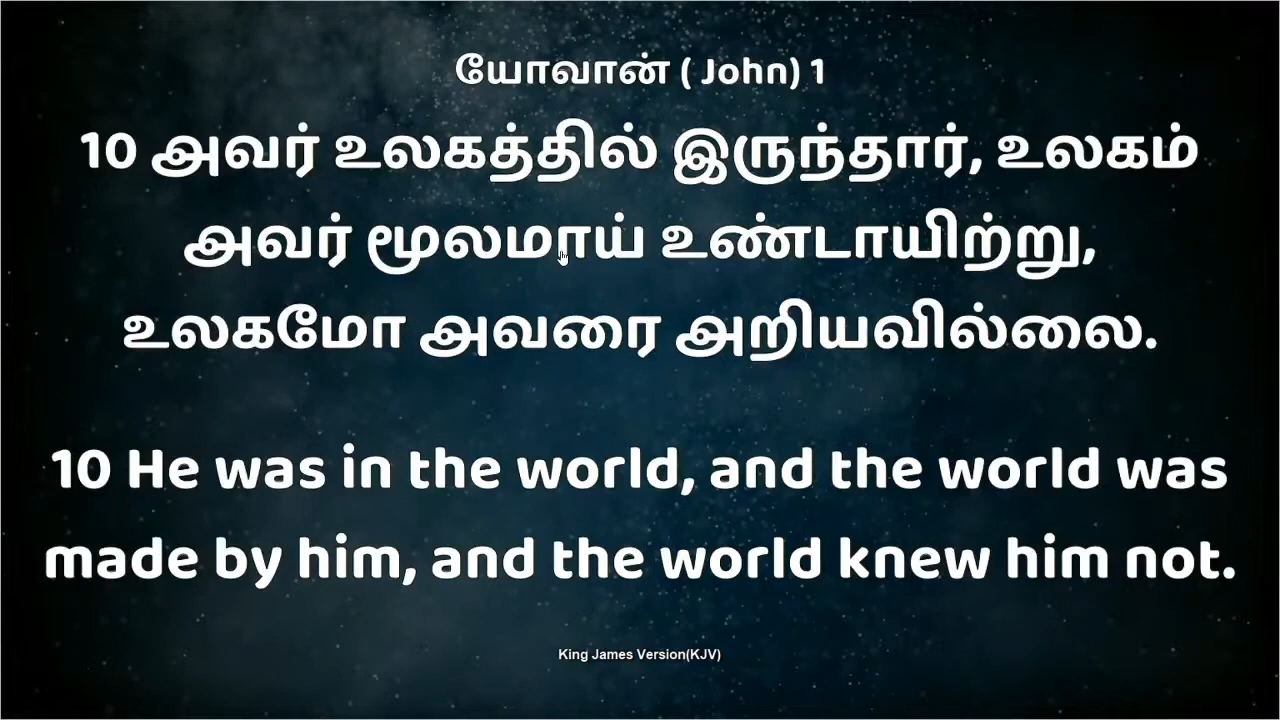 யோவான் ( John) 1
10 அவர் உலகத்தில் இருந்தார், உலகம்
அவர் மூலமாய் உண்டாயிற்று,
உலகமோ அவரை அறியவில்லை.
10 He was in the world, and the world was
made by him, and the world knew him not.
King James Version(KJV)